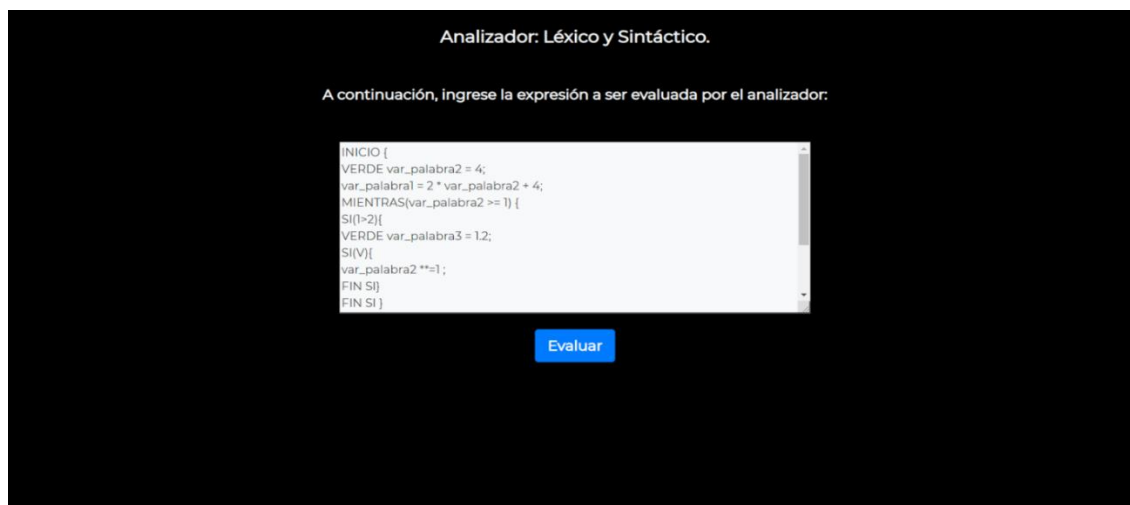 Analizador: Léxico y Sintáctico.
A continuación, ingrese la expresión a ser evaluada por el analizador:
INICIO {
VERDE var_palabra2 = 4;
var_palabra1 = 2 * var_palabra2 + 4;
MIENTRAS(var_palabra2 >= 1) {
SI(1>2){
VERDE var_palabra3 = 1.2;
SI(V){
var_palabra2 **=1 ;
FIN SI}
FIN SI }
Evaluar